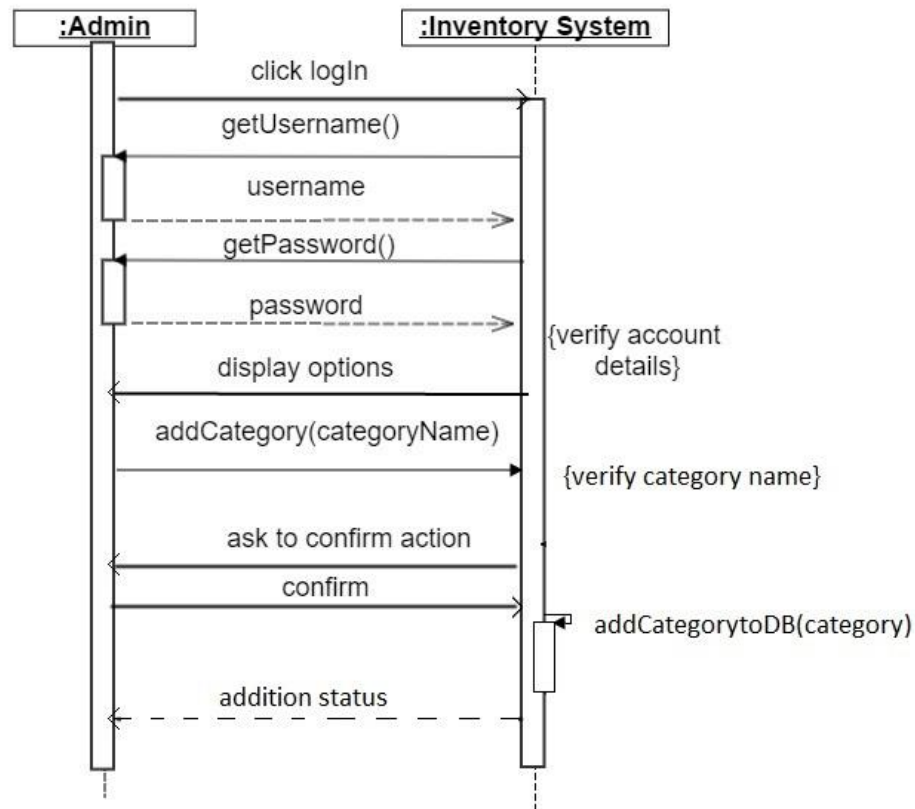 :Admin
:Inventory System
click logIn
getUsername()
username
getPassword()
password
{verify account
details}
display options
addCategory(categoryName)
{verify category name}
ask to confirm action
confirm
addCategorytoDB(category)
addition status